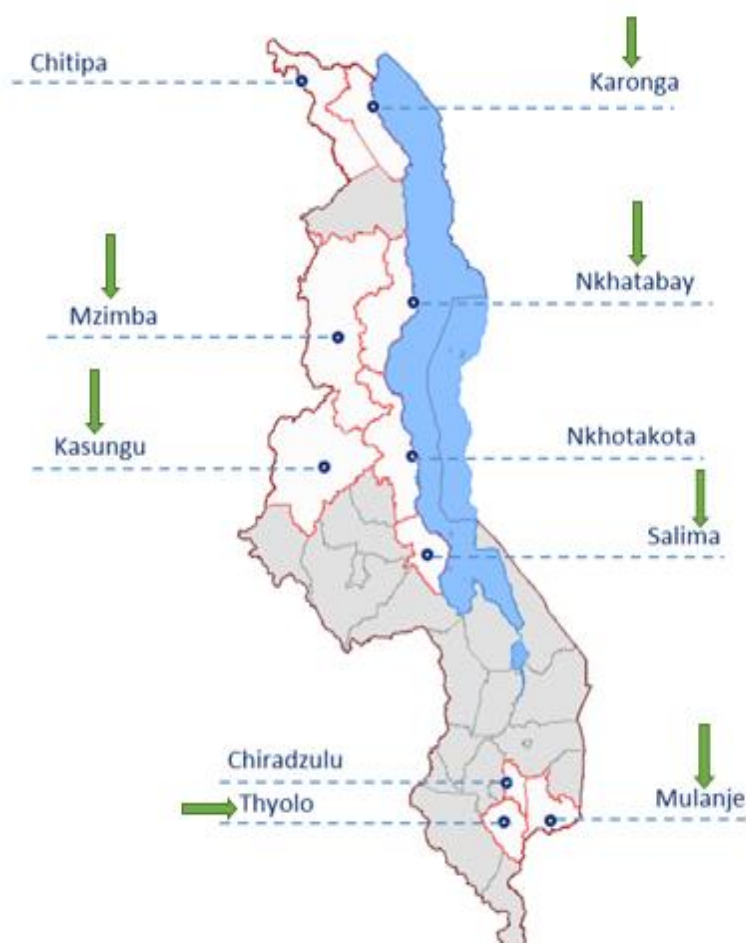 Chitipa
Karonga
Nkhatabay
Mzimba
Kasungu
Nkhotakota
Salima
Chiradzulu
Thyolo
Mulanje